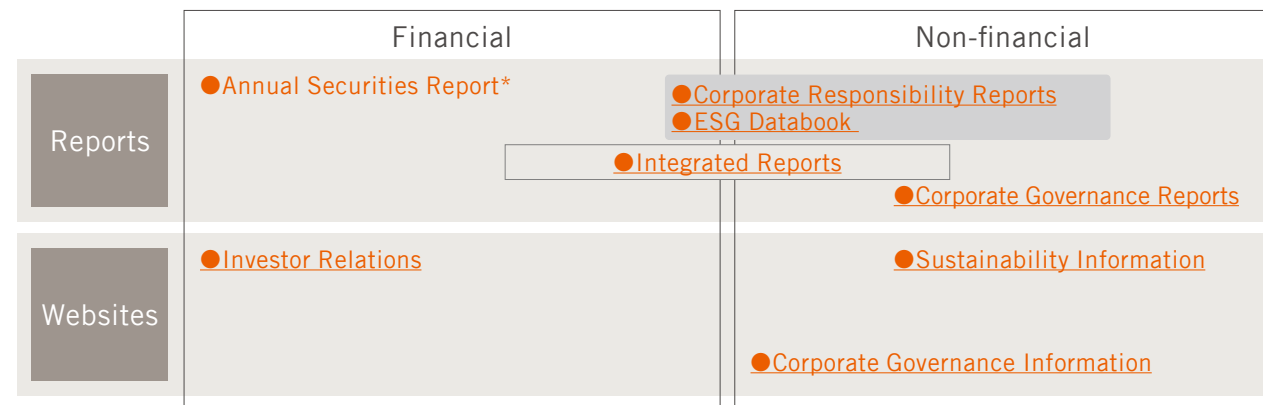 Financial
Non-financial
Reports
●Annual Securities Report*
●Corporate Responsibility Reports
●ESG Databook
●Integrated Reports
●Corporate Governance Reports
Websites
●Investor Relations
●Sustainability Information
●Corporate Governance Information